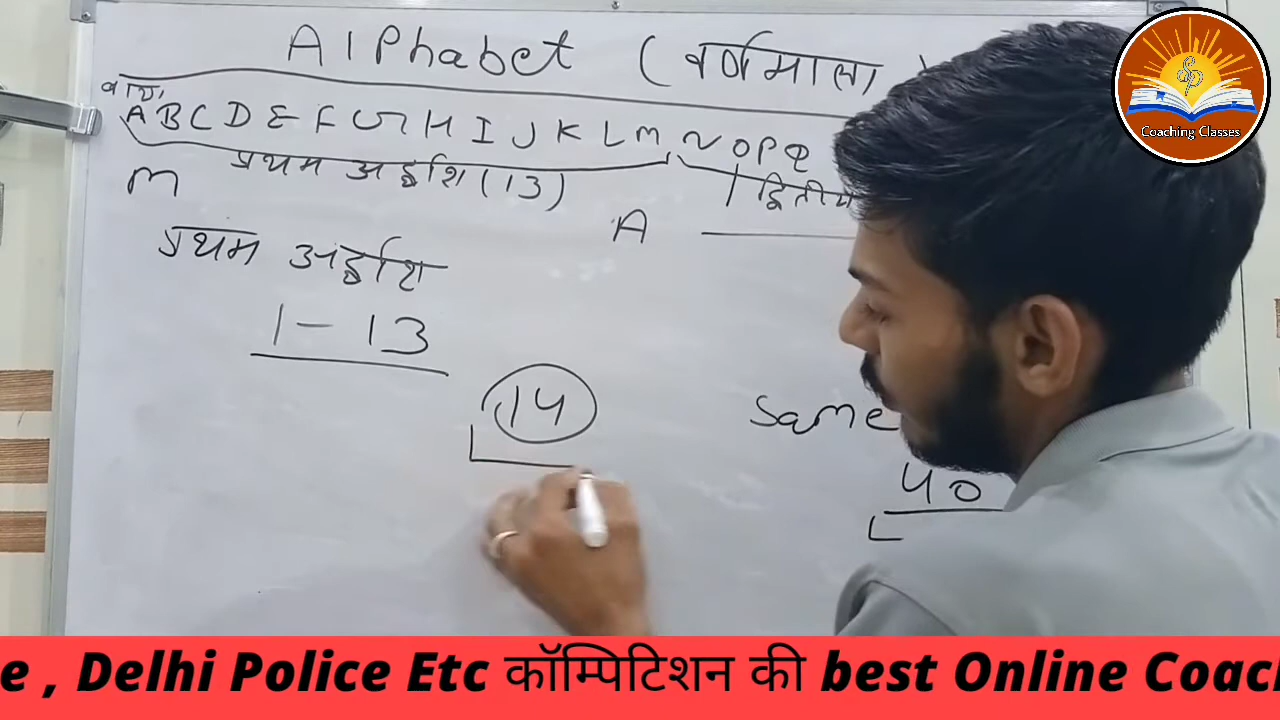 Alphabet (वर्णमाला)
A B C D E F G H I J K L M N O P Q
प्रथम अर्द्धांश (13)
द्वितीय
M
A
प्रथम अर्द्धांश
1 - 13
14
Same
40
SP
Coaching Classes
e , Delhi Police Etc कॉम्पिटिशन की best Online Coach